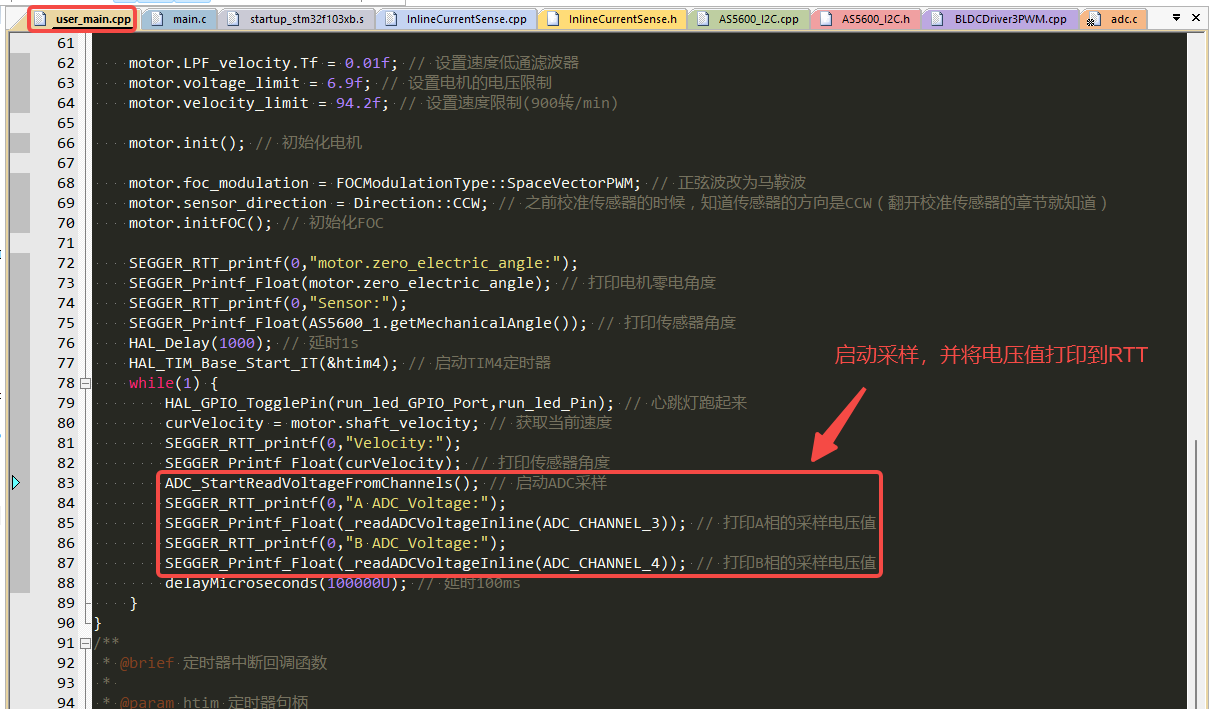 user_main.cpp main.c startup_stm32f103xb.s InlineCurrentSense.cpp InlineCurrentSense.h AS5600_I2C.cpp AS5600_I2C.h BLDCDriver3PWM.cpp adc.c
61
62 motor.LPF_velocity.Tf = 0.01f; // 设置速度低通滤波器
63 motor.voltage_limit = 6.9f; // 设置电机的电压限制
64 motor.velocity_limit = 94.2f; // 设置速度限制(900转/min)
65
66 motor.init(); // 初始化电机
67
68 motor.foc_modulation = FOCModulationType::SpaceVectorPWM; // 正弦波改为马鞍波
69 motor.sensor_direction = Direction::CCW; // 之前校准传感器的时候，知道传感器的方向是CCW（翻开校准传感器的章节就知道）
70 motor.initFOC(); // 初始化FOC
71
72 SEGGER_RTT_printf(0,"motor.zero_electric_angle:");
73 SEGGER_Printf_Float(motor.zero_electric_angle); // 打印电机零电角度
74 SEGGER_RTT_printf(0,"Sensor:");
75 SEGGER_Printf_Float(AS5600_1.getMechanicalAngle()); // 打印传感器角度
76 HAL_Delay(1000); // 延时1s
77 HAL_TIM_Base_Start_IT(&htim4); // 启动TIM4定时器
启动采样，并将电压值打印到RTT
78 while(1) {
79 HAL_GPIO_TogglePin(run_led_GPIO_Port,run_led_Pin); // 心跳灯跑起来
80 curVelocity = motor.shaft_velocity; // 获取当前速度
81 SEGGER_RTT_printf(0,"Velocity:");
82 SEGGER_Printf_Float(curVelocity); // 打印传感器角度
83 ADC_StartReadVoltageFromChannels(); // 启动ADC采样
84 SEGGER_RTT_printf(0,"A ADC_Voltage:");
85 SEGGER_Printf_Float(_readADCVoltageInline(ADC_CHANNEL_3)); // 打印A相的采样电压值
86 SEGGER_RTT_printf(0,"B ADC_Voltage:");
87 SEGGER_Printf_Float(_readADCVoltageInline(ADC_CHANNEL_4)); // 打印B相的采样电压值
88 delayMicroseconds(100000U); // 延时100ms
89 }
90 }
91 /**
92 * @brief 定时器中断回调函数
93 *
94 * @param htim 定时器句柄